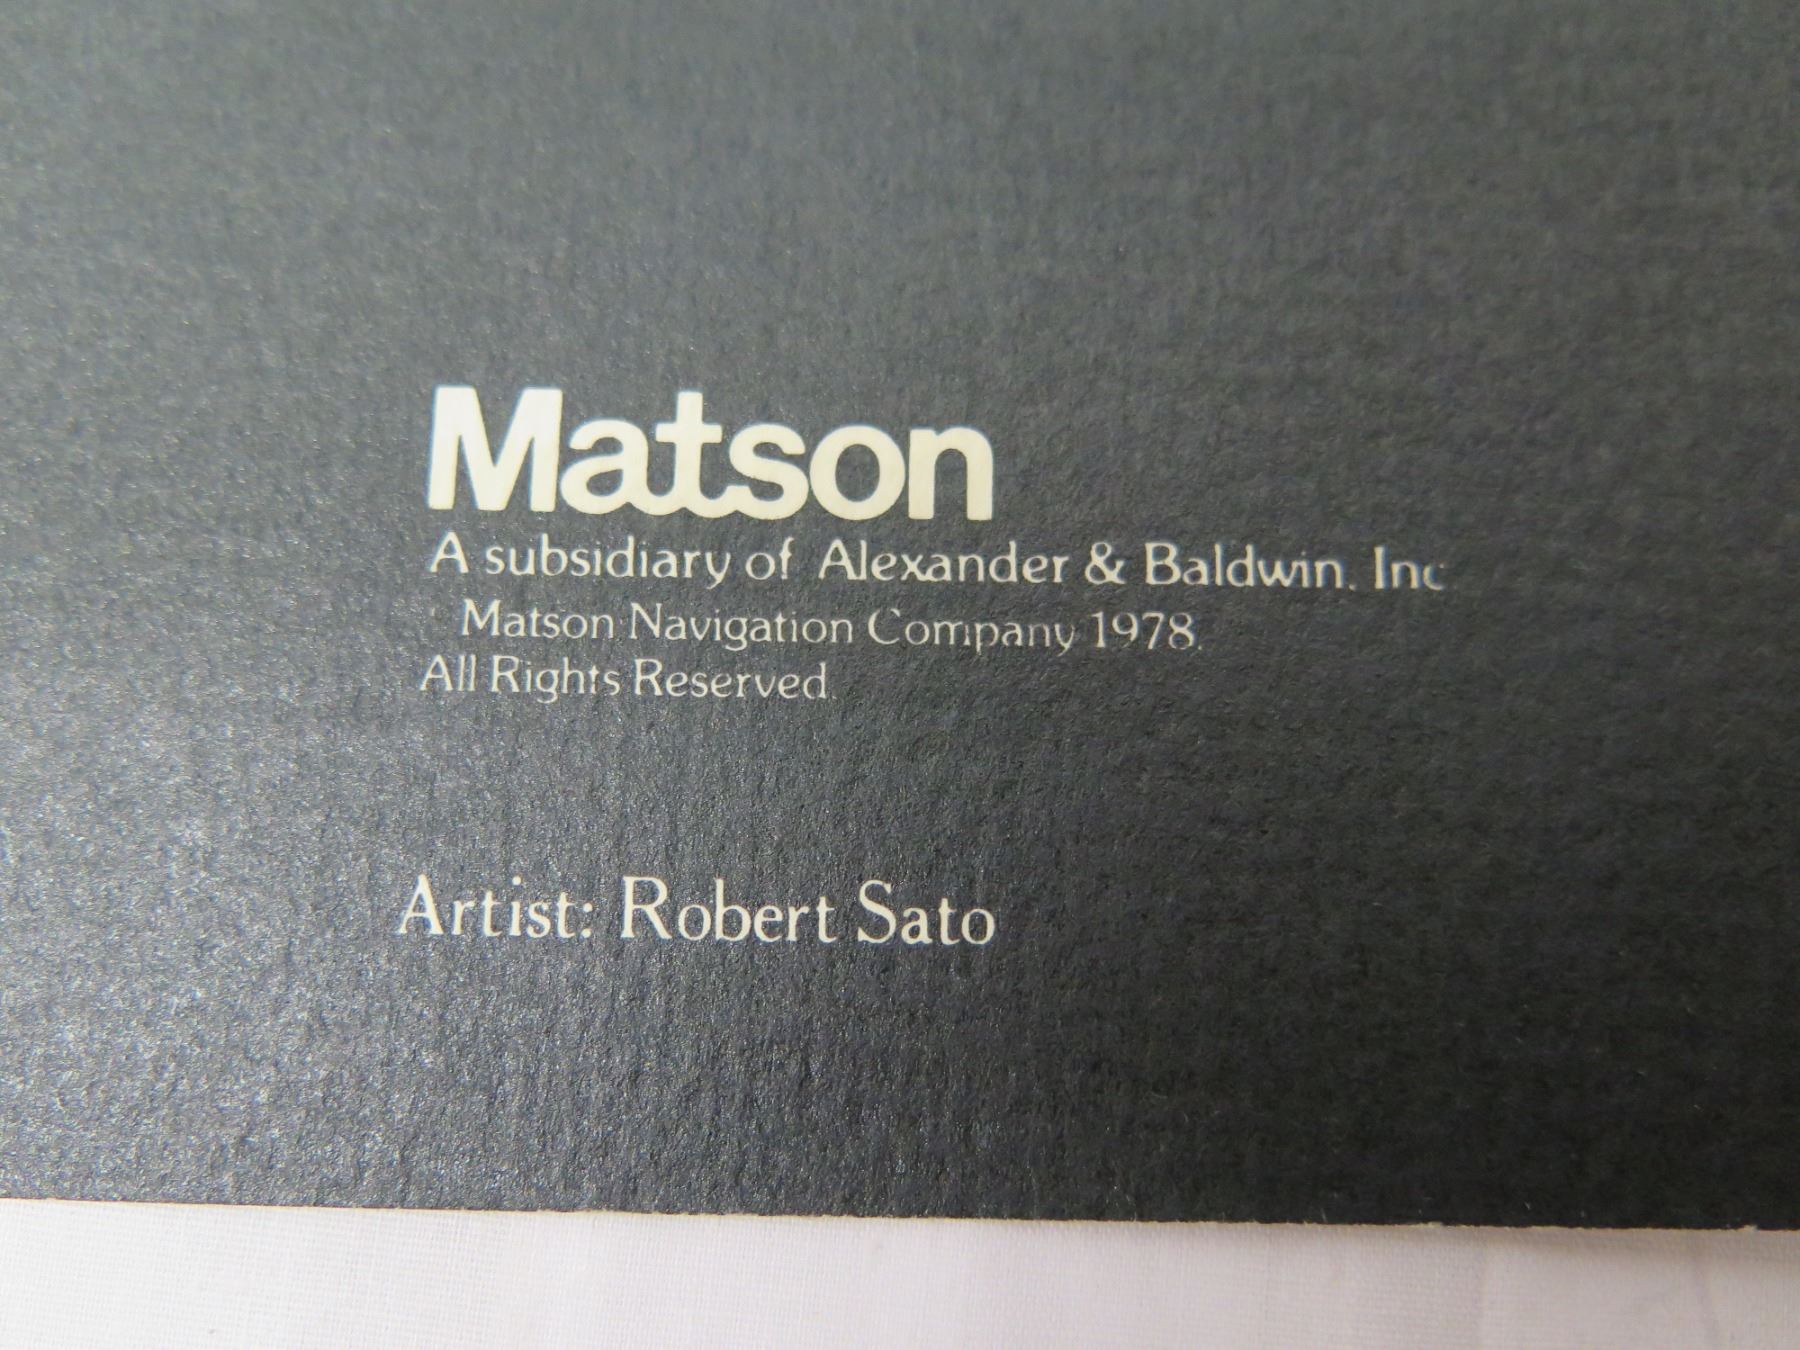 Matson
A subsidiary of Alexander & Baldwin, Inc
Matson Navigation Company 1978.
All Rights Reserved.
Artist: Robert Sato